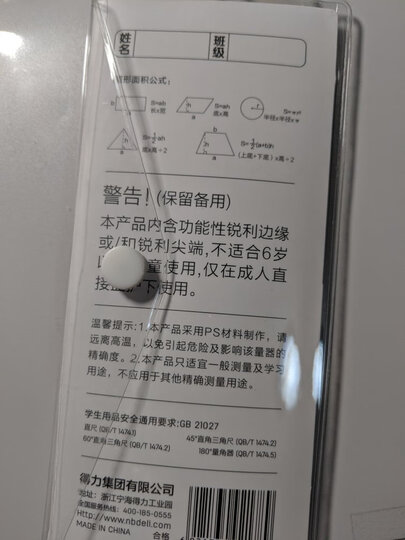 姓名
班级
形面积公式：
b
a
S=ab
长×宽
h
a
S=ah
底×高
r
半径×半径×π
h
a
S=½ah
底×高÷2
b
h
a
S=½(a+b)h
(上底+下底)×高÷2
警告！(保留备用)
本产品内含功能性锐利边缘
或/和锐利尖端,不适合6岁
童使用,仅在成人直
接 下使用。
温馨提示:1.本产品采用PS材料制作，请
远离高温，以免引起危险及影响该量器的
精确度。2.本产品只适宜一般测量及学习
用途，不应用于其他精确测量用途。
学生用品安全通用要求:GB 21027
直尺 (QB/T 1474.1)
45°直角三角尺 (QB/T 1474.2)
60°直角三角尺 (QB/T 1474.2)
180°量角器 (QB/T 1474.5)
得力集团有限公司
地址：浙江宁海得力工业园
全国服务热线：400-185-0555
Http://www.nbdeli.com
MADE IN CHINA
合格